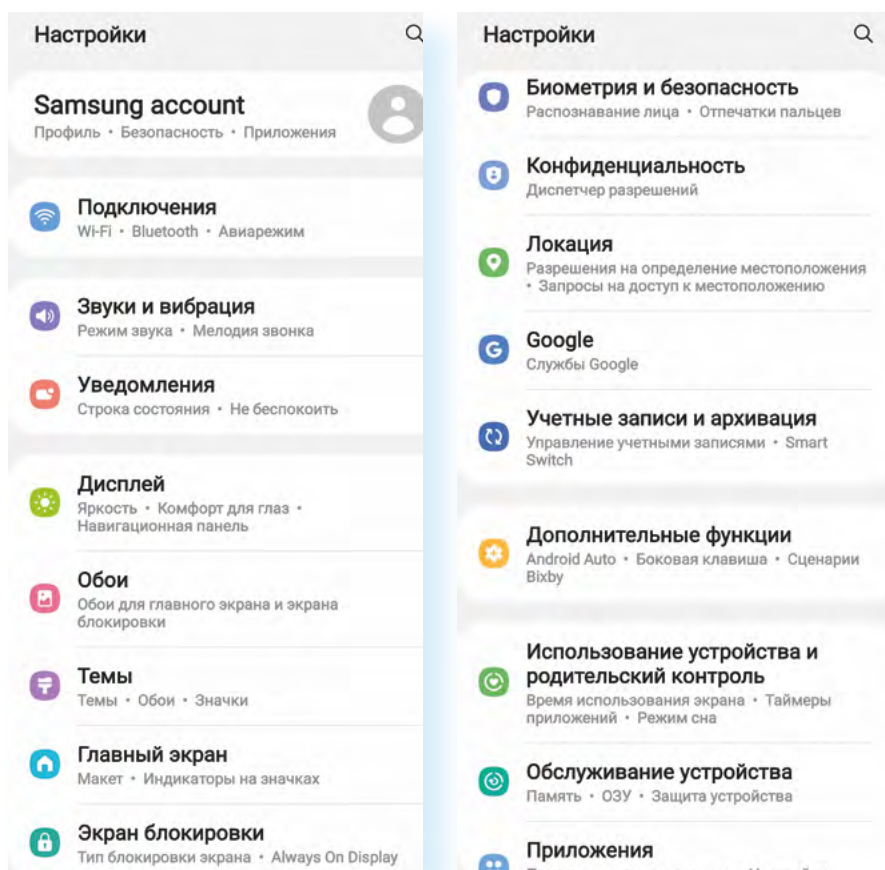 Настройки
Samsung account
Профиль • Безопасность • Приложения
Подключения
Wi-Fi • Bluetooth • Авиарежим
Звуки и вибрация
Режим звука • Мелодия звонка
Уведомления
Строка состояния • Не беспокоить
Дисплей
Яркость • Комфорт для глаз •
Навигационная панель
Обои
Обои для главного экрана и экрана
блокировки
Темы
Темы • Обои • Значки
Главный экран
Макет • Индикаторы на значках
Экран блокировки
Тип блокировки экрана • Always On Display
Настройки
Биометрия и безопасность
Распознавание лица • Отпечатки пальцев
Конфиденциальность
Диспетчер разрешений
Локация
Разрешения на определение местоположения
• Запросы на доступ к местоположению
Google
Службы Google
Учетные записи и архивация
Управление учетными записями • Smart
Switch
Дополнительные функции
Android Auto • Боковая клавиша • Сценарии
Bixby
Использование устройства и
родительский контроль
Время использования экрана • Таймеры
приложений • Режим сна
Обслуживание устройства
Память • ОЗУ • Защита устройства
Приложения